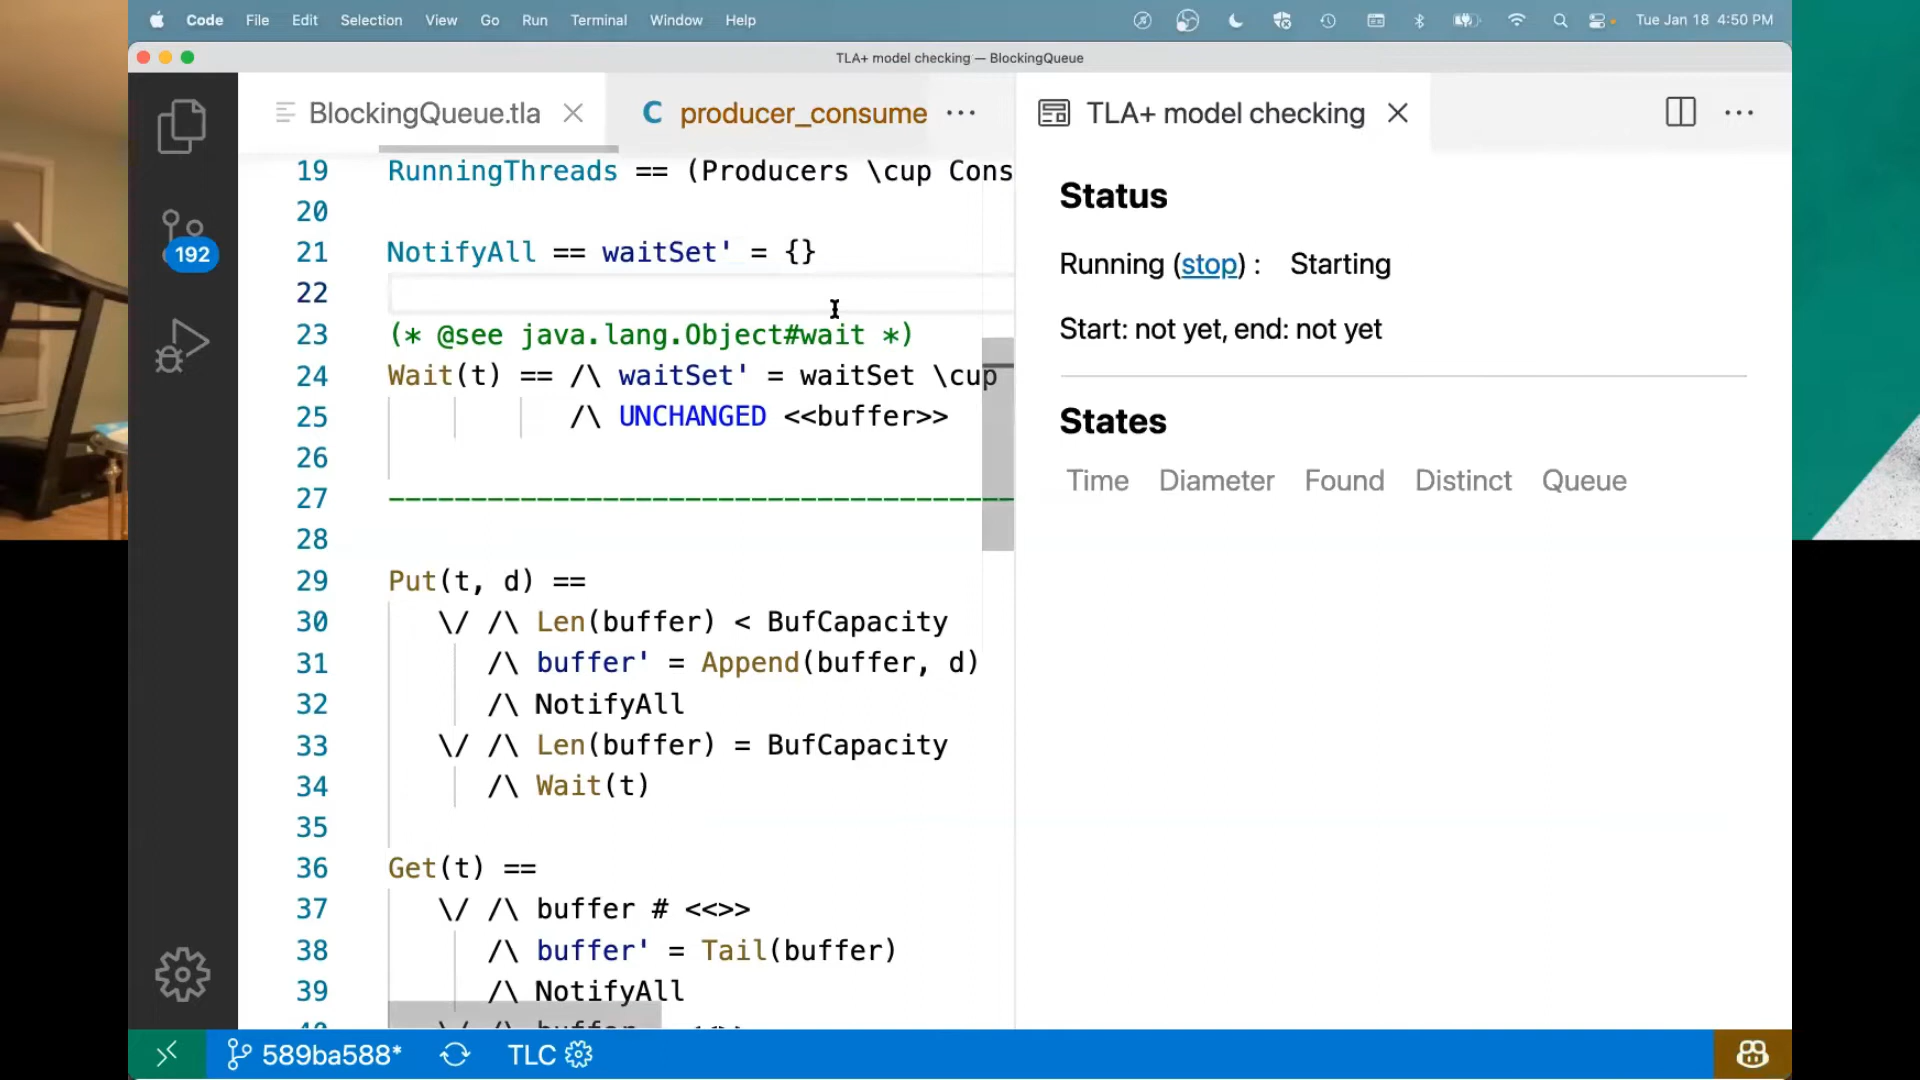 Code File Edit Selection View Go Run Terminal Window Help Tue Jan 18 4:50 PM
TLA+ model checking — BlockingQueue
BlockingQueue.tla
C producer_consume ···
TLA+ model checking
19 RunningThreads == (Producers \cup Cons
20
21 NotifyAll == waitSet' = {}
22
23 (* @see java.lang.Object#wait *)
24 Wait(t) == /\ waitSet' = waitSet \cup
25 /\ UNCHANGED <<buffer>>
26
27 --------------------------------------
28
29 Put(t, d) ==
30 \/ /\ Len(buffer) < BufCapacity
31 /\ buffer' = Append(buffer, d)
32 /\ NotifyAll
33 \/ /\ Len(buffer) = BufCapacity
34 /\ Wait(t)
35
36 Get(t) ==
37 \/ /\ buffer # <<>>
38 /\ buffer' = Tail(buffer)
39 /\ NotifyAll
Status
Running (stop) : Starting
Start: not yet, end: not yet
States
Time Diameter Found Distinct Queue
192
589ba588* TLC